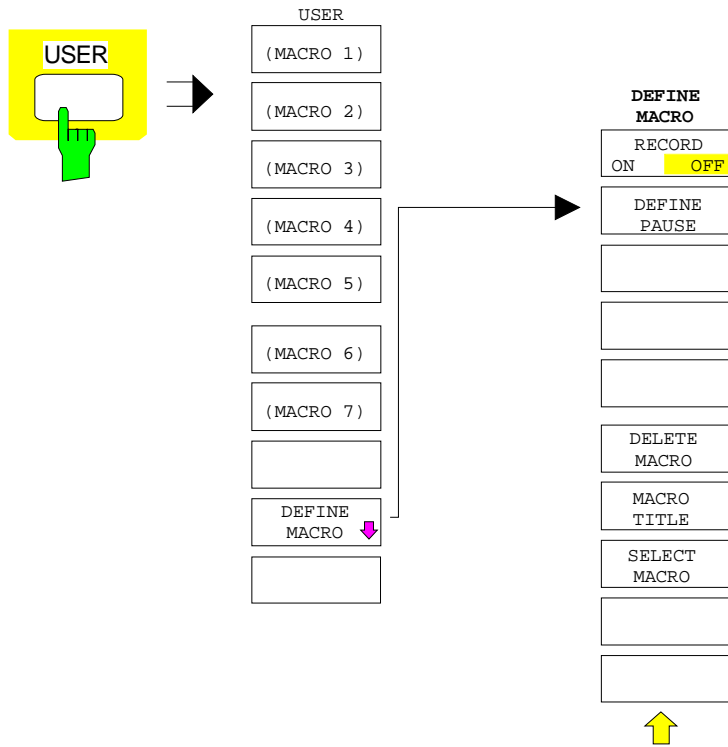 USER
USER
(MACRO 1)
(MACRO 2)
(MACRO 3)
(MACRO 4)
(MACRO 5)
(MACRO 6)
(MACRO 7)
DEFINE
MACRO
DEFINE
MACRO
RECORD
ON OFF
DEFINE
PAUSE
DELETE
MACRO
MACRO
TITLE
SELECT
MACRO